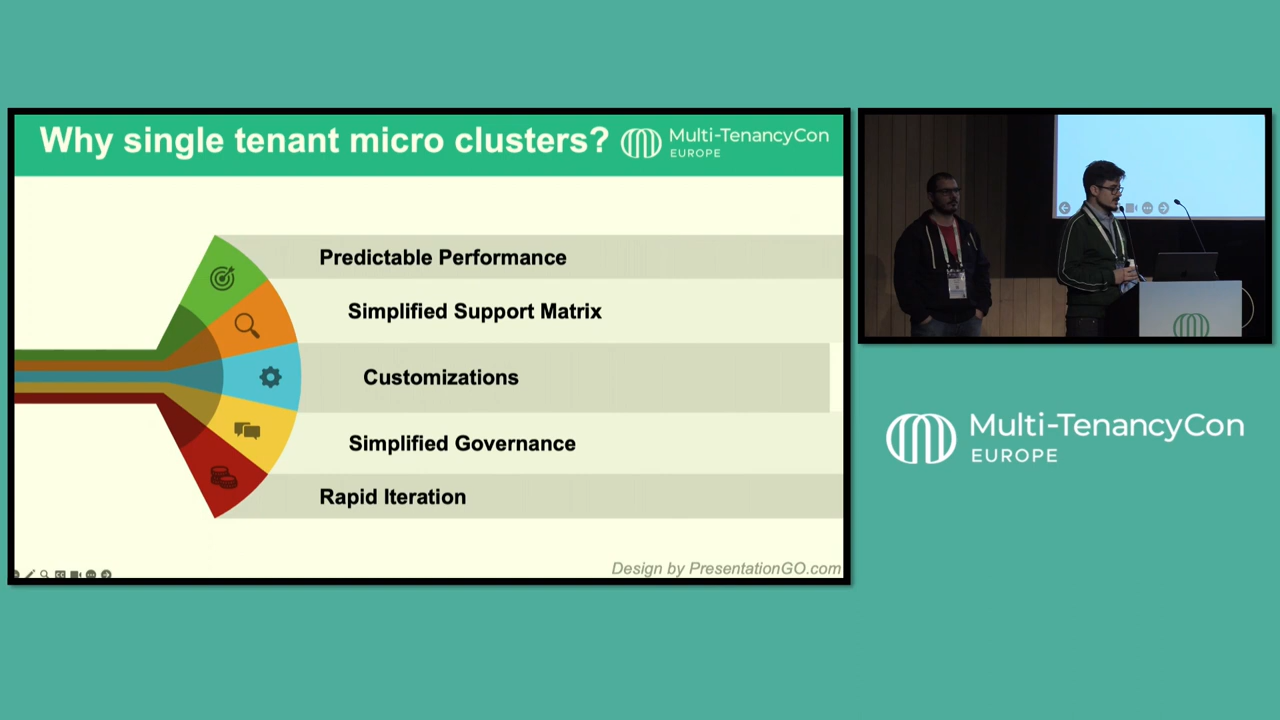 Why single tenant micro clusters?
Multi-TenancyCon
EUROPE
Predictable Performance
Simplified Support Matrix
Customizations
Simplified Governance
Rapid Iteration
Design by PresentationGO.com
Multi-TenancyCon
EUROPE